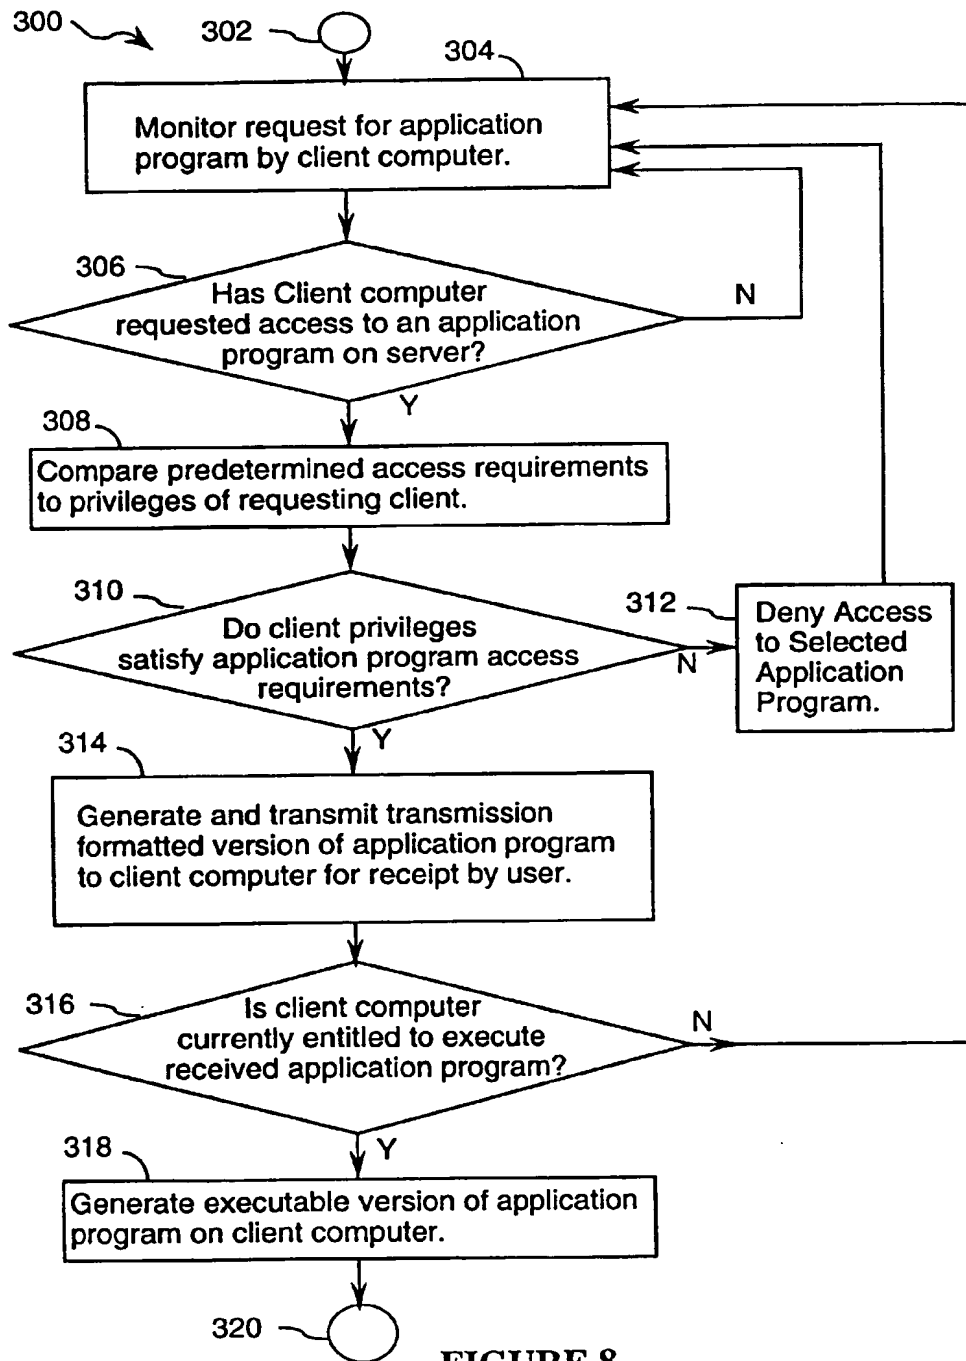 300
302
304
Monitor request for application
program by client computer.
306
Has Client computer
requested access to an application
program on server?
N
Y
308
Compare predetermined access requirements
to privileges of requesting client.
310
Do client privileges
satisfy application program access
requirements?
N
312
Deny Access
to Selected
Application
Program.
Y
314
Generate and transmit transmission
formatted version of application program
to client computer for receipt by user.
316
Is client computer
currently entitled to execute
received application program?
N
Y
318
Generate executable version of application
program on client computer.
320
FIGURE 8